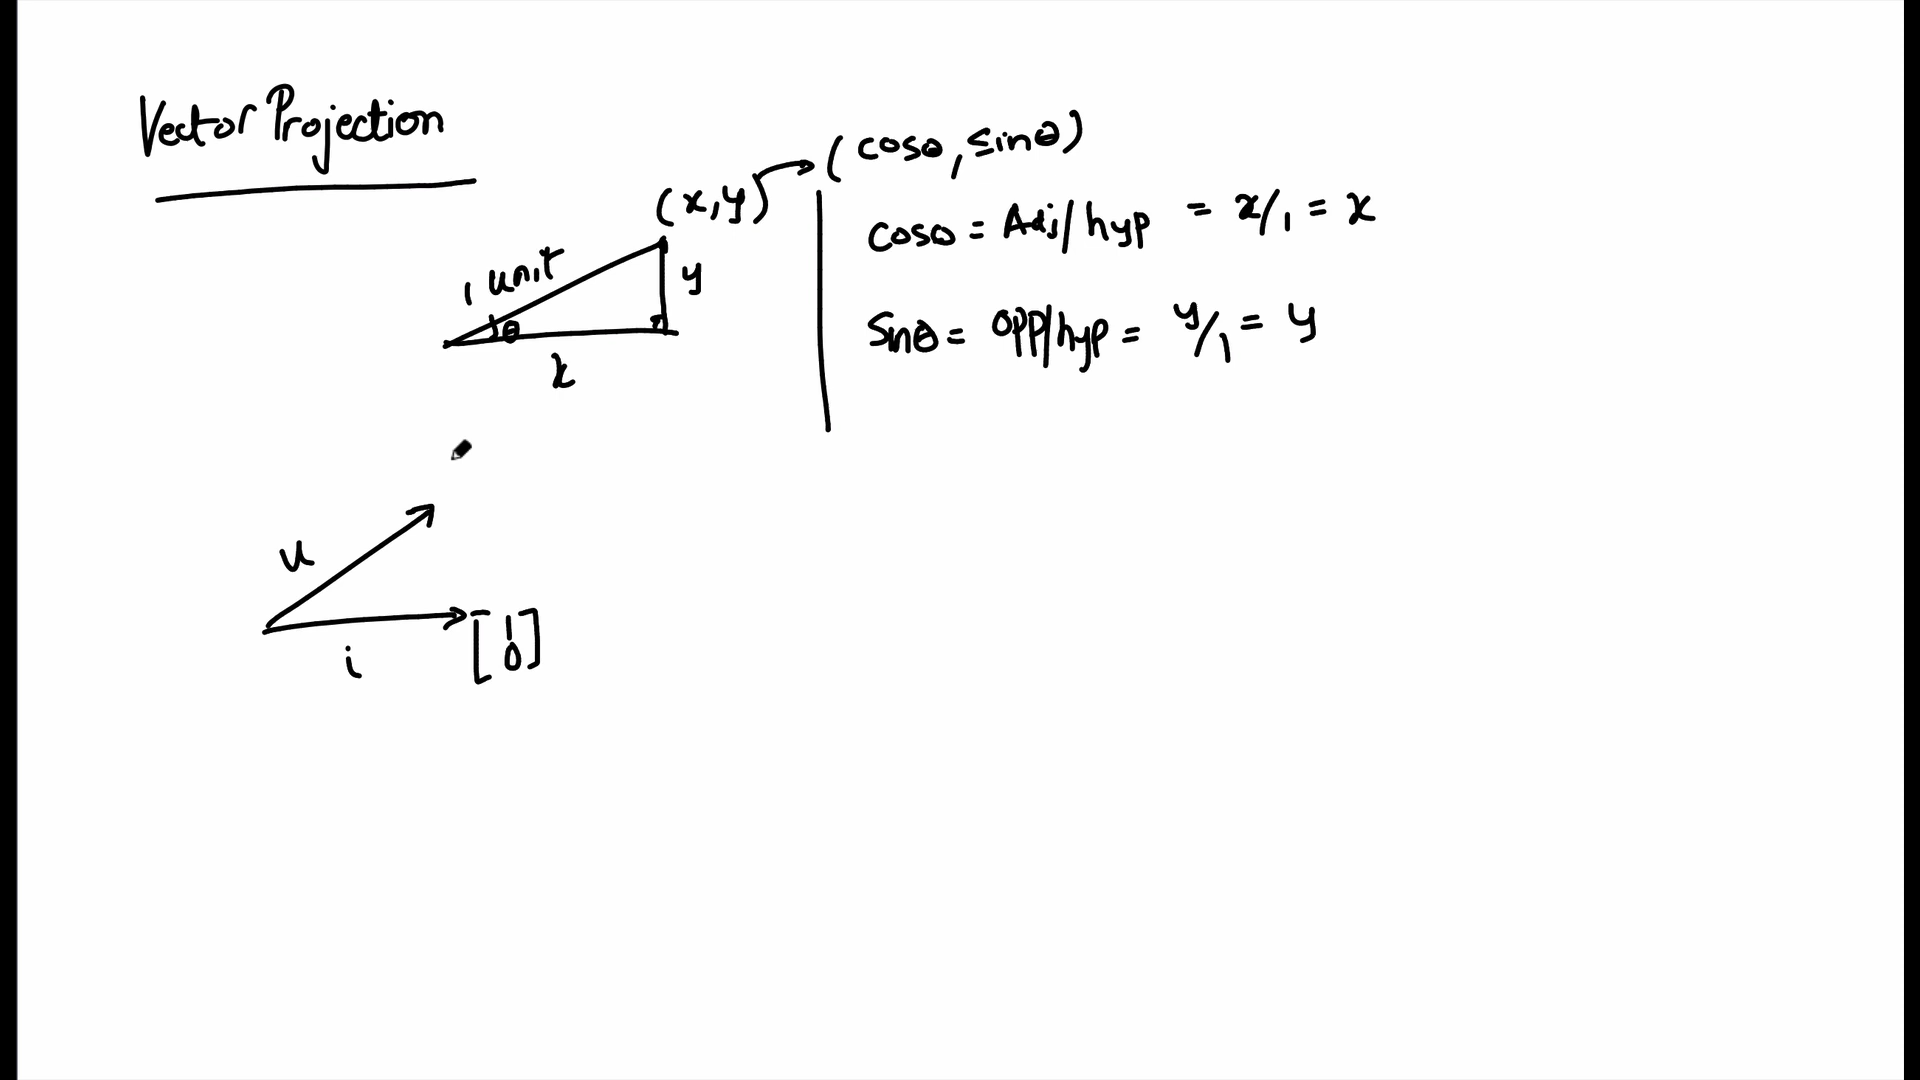 Vector Projection
(cosθ, sinθ)
(x,y)
cosθ = Adj/hyp = x/1 = x
1 unit
y
θ
sinθ = opp/hyp = y/1 = y
x
u
i
[1
0]